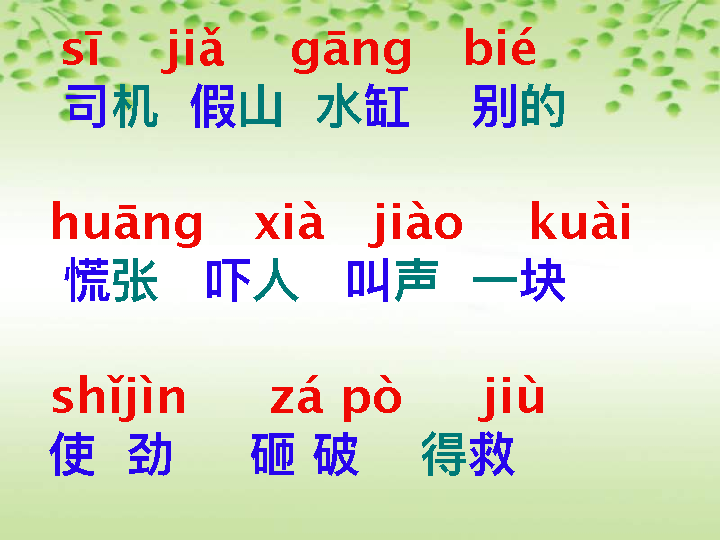 sī jiǎ gāng bié
司机 假山 水缸 别的
huāng xià jiào kuài
慌张 吓人 叫声 一块
shǐjìn zá pò jiù
使 劲 砸 破 得救